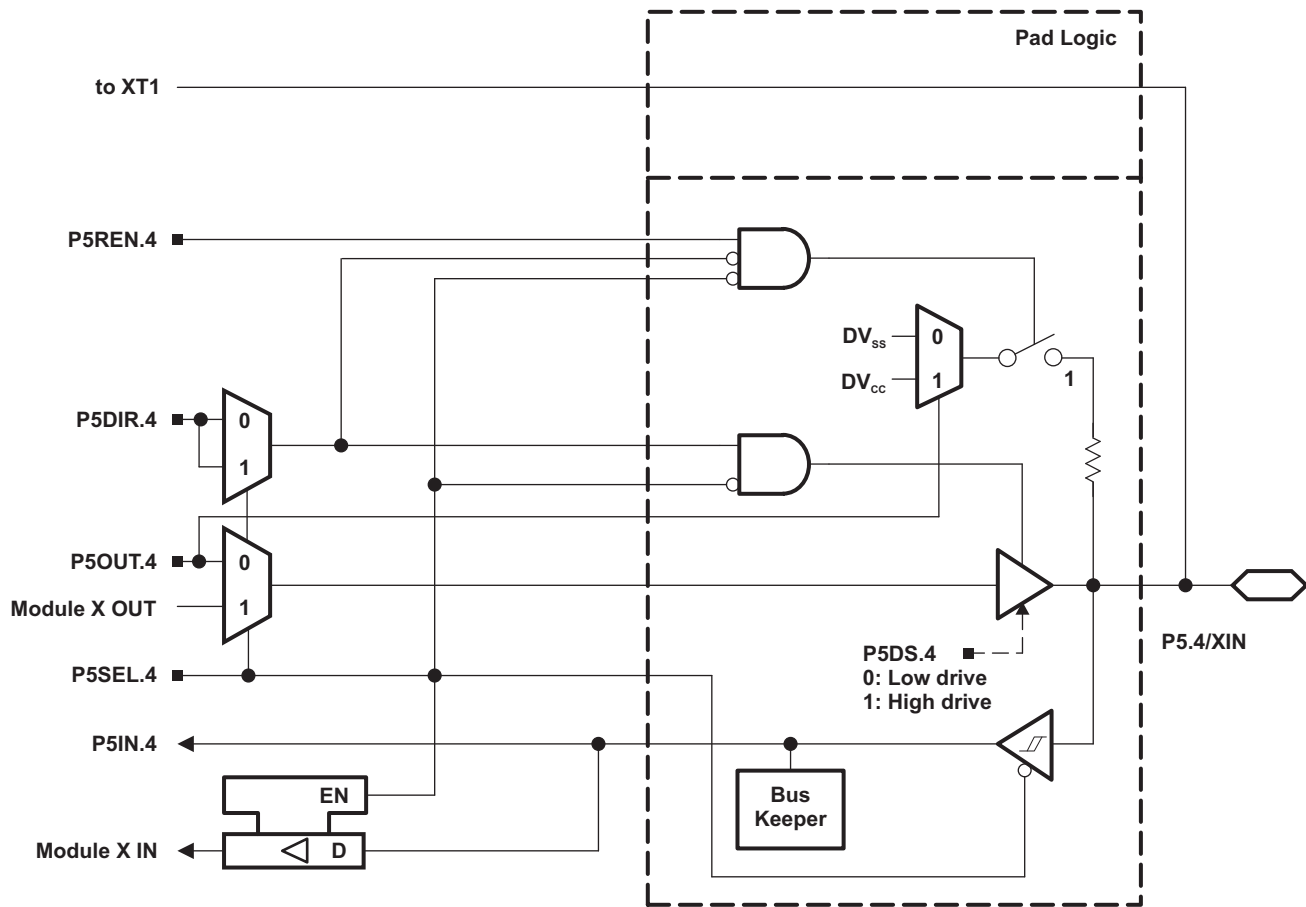 Pad Logic
to XT1
P5REN.4
DVss
0
DVcc
1
1
P5DIR.4
0
1
P5OUT.4
0
Module X OUT
1
P5DS.4
0: Low drive
1: High drive
P5.4/XIN
P5SEL.4
P5IN.4
EN
Bus
Keeper
Module X IN
D